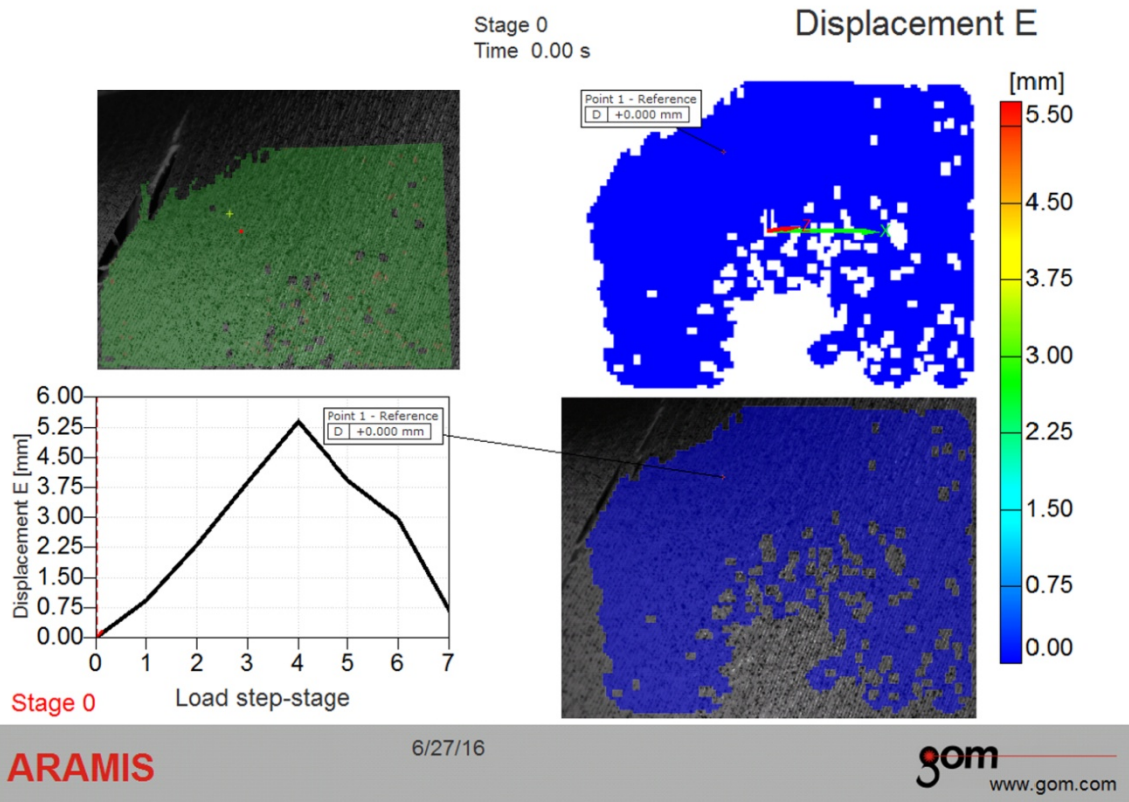 Stage 0
Time 0.00 s
Displacement E
Point 1 - Reference
D +0.000 mm
[mm]
5.50
4.50
3.75
3.00
2.25
1.50
0.75
0.00
X
Displacement E [mm]
6.00
5.25
4.50
3.75
3.00
2.25
1.50
0.75
0.00
Point 1 - Reference
D +0.000 mm
0 1 2 3 4 5 6 7
Stage 0
Load step-stage
ARAMIS
6/27/16
gom
www.gom.com